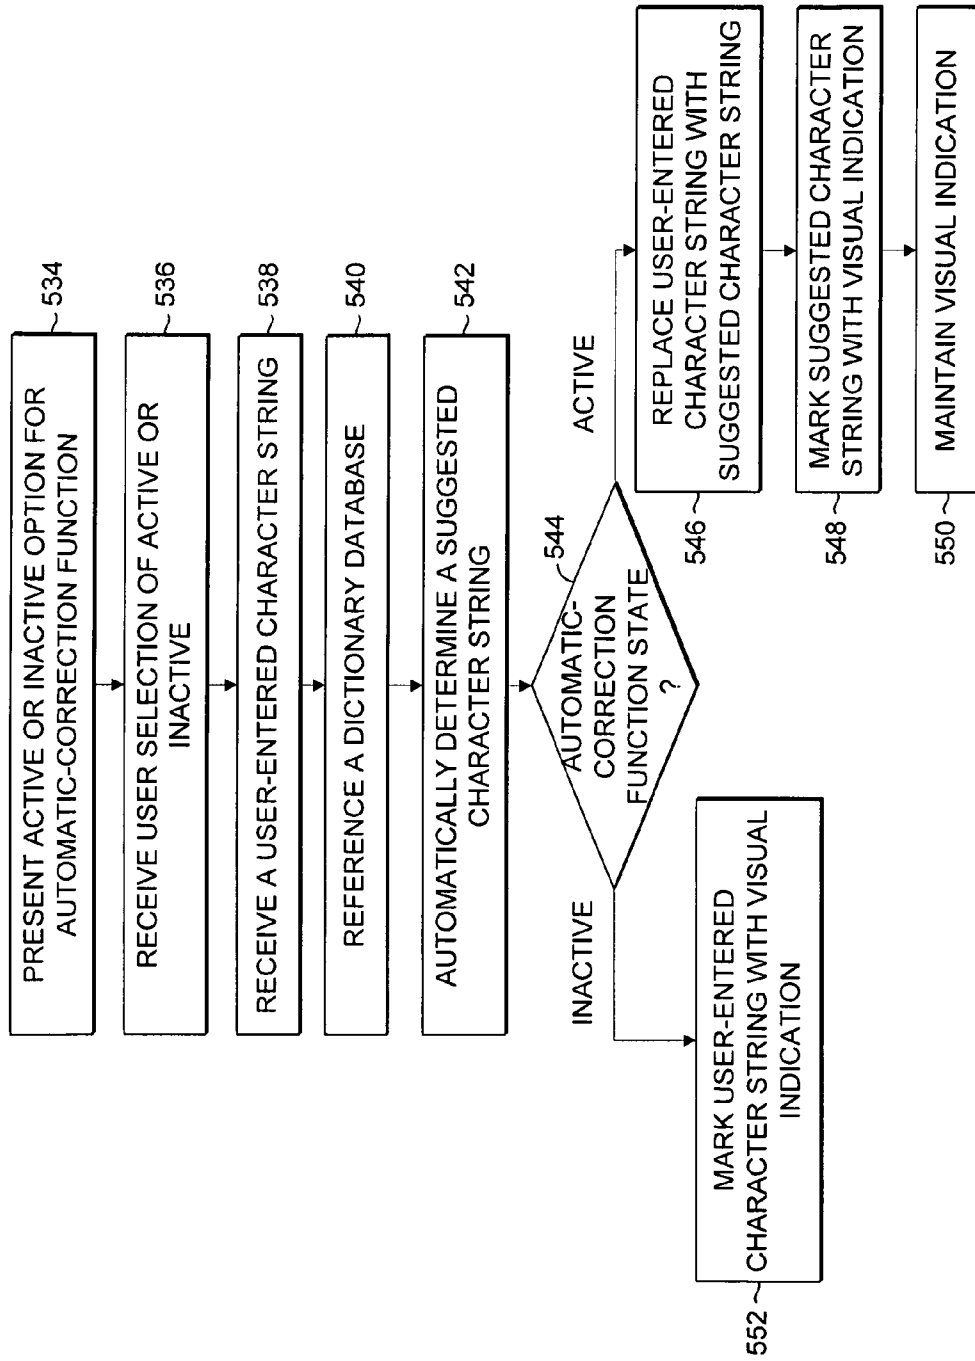 PRESENT ACTIVE OR INACTIVE OPTION FOR
AUTOMATIC-CORRECTION FUNCTION
534
RECEIVE USER SELECTION OF ACTIVE OR
INACTIVE
536
RECEIVE A USER-ENTERED CHARACTER STRING
538
REFERENCE A DICTIONARY DATABASE
540
AUTOMATICALLY DETERMINE A SUGGESTED
CHARACTER STRING
542
AUTOMATIC-
CORRECTION
FUNCTION STATE
?
544
INACTIVE
ACTIVE
MARK USER-ENTERED
CHARACTER STRING WITH VISUAL
INDICATION
552
REPLACE USER-ENTERED
CHARACTER STRING WITH
SUGGESTED CHARACTER STRING
546
MARK SUGGESTED CHARACTER
STRING WITH VISUAL INDICATION
548
MAINTAIN VISUAL INDICATION
550